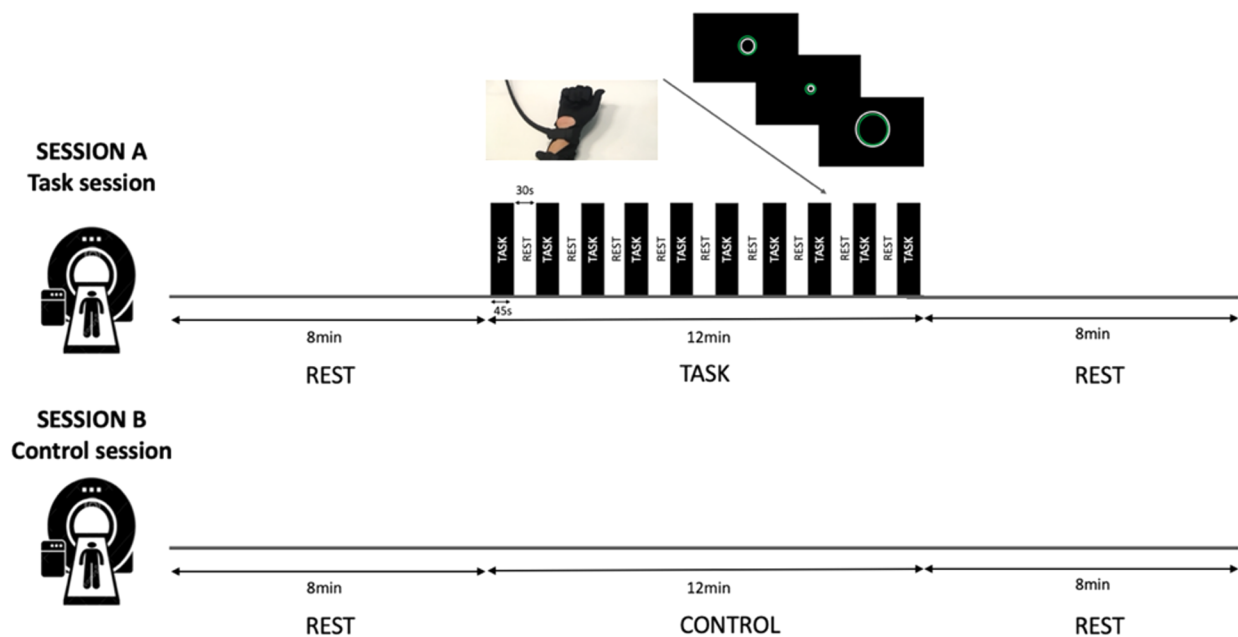 SESSION A
Task session
30s
TASK
REST
TASK
REST
TASK
REST
TASK
REST
TASK
REST
TASK
REST
TASK
REST
TASK
REST
TASK
REST
TASK
45s
8min
12min
8min
REST
TASK
REST
SESSION B
Control session
8min
12min
8min
REST
CONTROL
REST